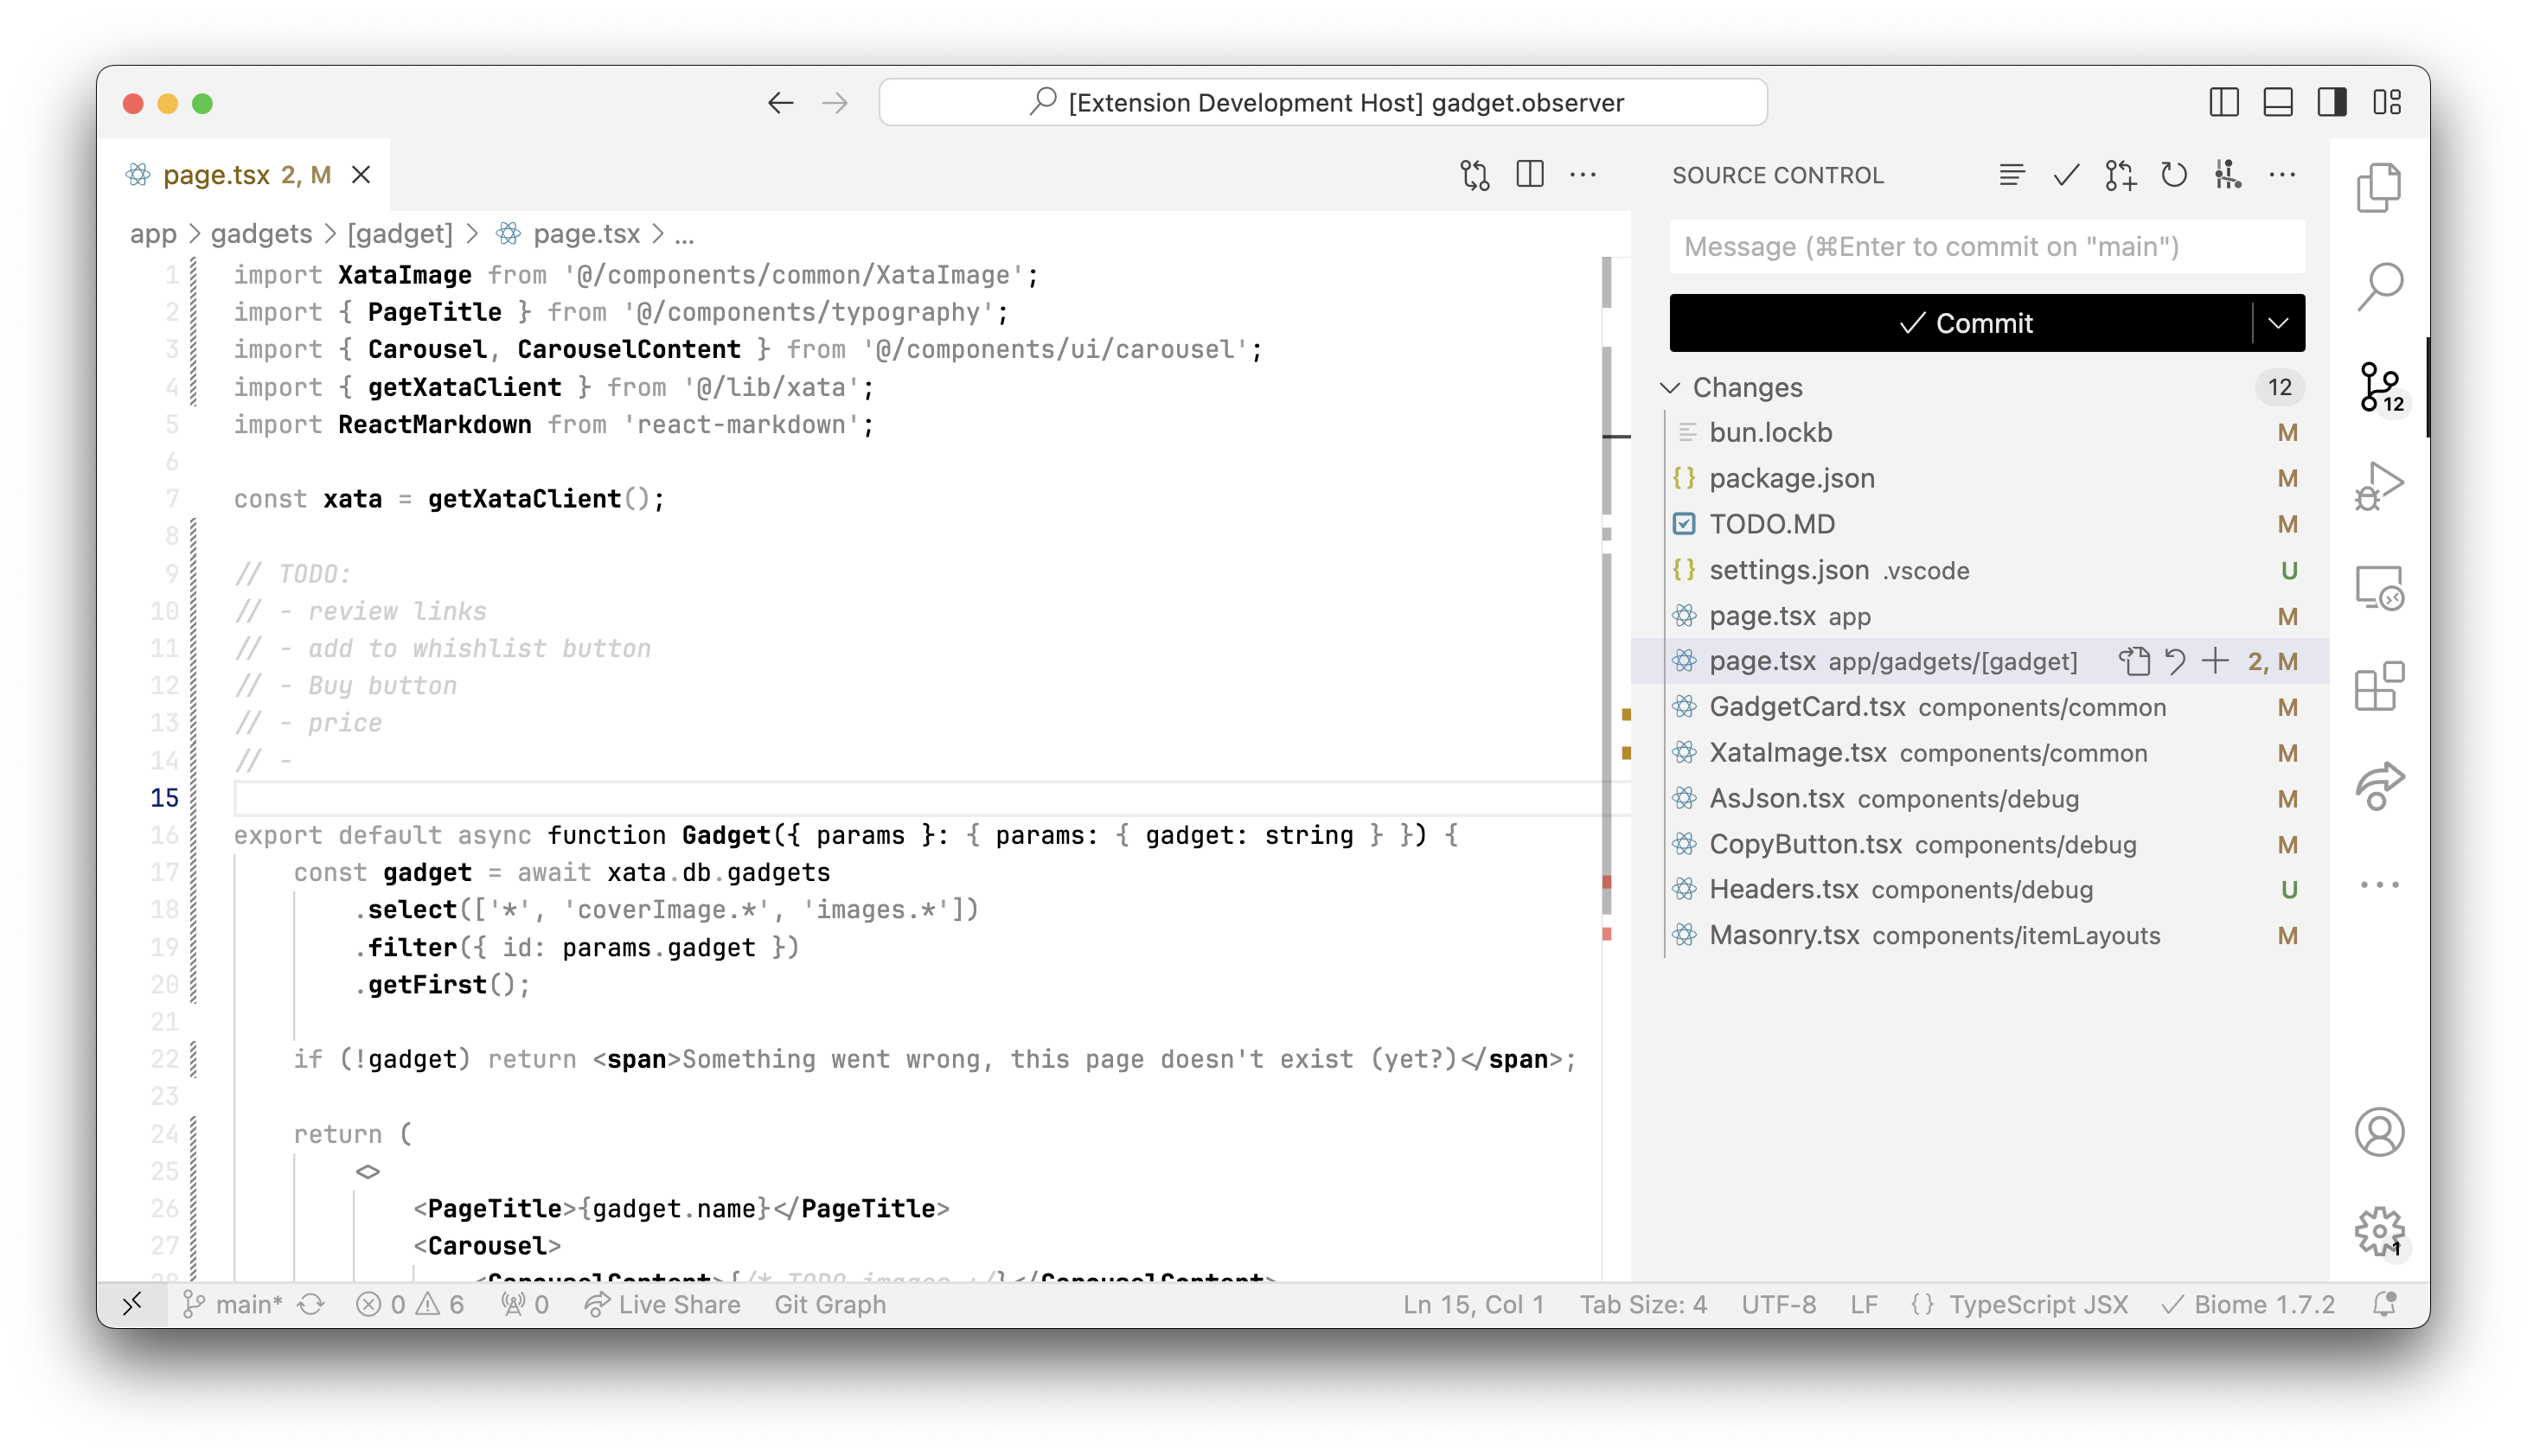 [Extension Development Host] gadget.observer
page.tsx 2, M
app > gadgets > [gadget] > page.tsx > ...
1 import XataImage from '@/components/common/XataImage';
2 import { PageTitle } from '@/components/typography';
3 import { Carousel, CarouselContent } from '@/components/ui/carousel';
4 import { getXataClient } from '@/lib/xata';
5 import ReactMarkdown from 'react-markdown';
6
7 const xata = getXataClient();
8
9 // TODO:
10 // - review links
11 // - add to whishlist button
12 // - Buy button
13 // - price
14 // -
15
16 export default async function Gadget({ params }: { params: { gadget: string } }) {
17 const gadget = await xata.db.gadgets
18 .select(['*', 'coverImage.*', 'images.*'])
19 .filter({ id: params.gadget })
20 .getFirst();
21
22 if (!gadget) return <span>Something went wrong, this page doesn't exist (yet?)</span>;
23
24 return (
25 <>
26 <PageTitle>{gadget.name}</PageTitle>
27 <Carousel>
28 <CarouselContent>{/* TODO images */}</CarouselContent>
SOURCE CONTROL
Message (⌘Enter to commit on "main")
Commit
Changes 12
bun.lockb M
package.json M
TODO.MD M
settings.json .vscode U
page.tsx app M
page.tsx app/gadgets/[gadget] 2, M
GadgetCard.tsx components/common M
XataImage.tsx components/common M
AsJson.tsx components/debug M
CopyButton.tsx components/debug M
Headers.tsx components/debug U
Masonry.tsx components/itemLayouts M
12
1
main* 0 6 0 Live Share Git Graph Ln 15, Col 1 Tab Size: 4 UTF-8 LF {} TypeScript JSX Biome 1.7.2